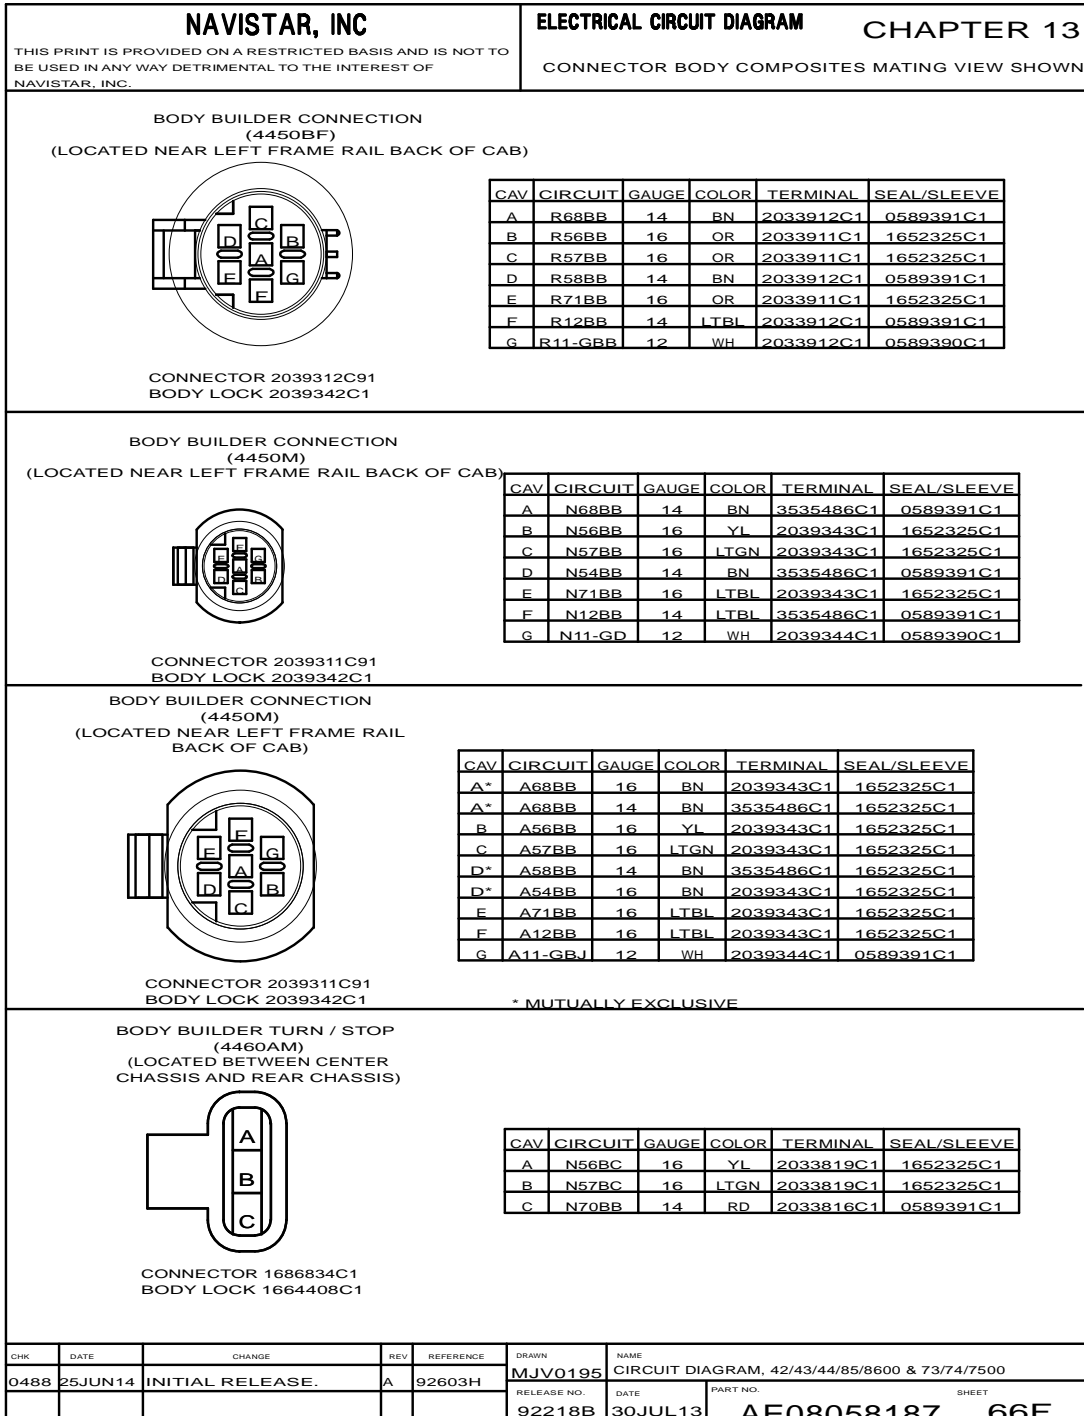 NAVISTAR, INC
THIS PRINT IS PROVIDED ON A RESTRICTED BASIS AND IS NOT TO
BE USED IN ANY WAY DETRIMENTAL TO THE INTEREST OF
NAVISTAR, INC.
ELECTRICAL CIRCUIT DIAGRAM CHAPTER 13
CONNECTOR BODY COMPOSITES MATING VIEW SHOWN
BODY BUILDER CONNECTION
(4450BF)
(LOCATED NEAR LEFT FRAME RAIL BACK OF CAB)
C
D B
A
E G
F
CONNECTOR 2039312C91
BODY LOCK 2039342C1
CAV CIRCUIT GAUGE COLOR TERMINAL SEAL/SLEEVE
A R68BB 14 BN 2033912C1 0589391C1
B R56BB 16 OR 2033911C1 1652325C1
C R57BB 16 OR 2033911C1 1652325C1
D R58BB 14 BN 2033912C1 0589391C1
E R71BB 16 OR 2033911C1 1652325C1
F R12BB 14 LTBL 2033912C1 0589391C1
G R11-GBB 12 WH 2033912C1 0589390C1
BODY BUILDER CONNECTION
(4450M)
(LOCATED NEAR LEFT FRAME RAIL BACK OF CAB)
F
E G
A
D B
C
CONNECTOR 2039311C91
BODY LOCK 2039342C1
CAV CIRCUIT GAUGE COLOR TERMINAL SEAL/SLEEVE
A N68BB 14 BN 3535486C1 0589391C1
B N56BB 16 YL 2039343C1 1652325C1
C N57BB 16 LTGN 2039343C1 1652325C1
D N54BB 14 BN 3535486C1 0589391C1
E N71BB 16 LTBL 2039343C1 1652325C1
F N12BB 14 LTBL 3535486C1 0589391C1
G N11-GD 12 WH 2039344C1 0589390C1
BODY BUILDER CONNECTION
(4450M)
(LOCATED NEAR LEFT FRAME RAIL
BACK OF CAB)
F
E G
A
D B
C
CONNECTOR 2039311C91
BODY LOCK 2039342C1
CAV CIRCUIT GAUGE COLOR TERMINAL SEAL/SLEEVE
A* A68BB 16 BN 2039343C1 1652325C1
A* A68BB 14 BN 3535486C1 1652325C1
B A56BB 16 YL 2039343C1 1652325C1
C A57BB 16 LTGN 2039343C1 1652325C1
D* A58BB 14 BN 3535486C1 1652325C1
D* A54BB 16 BN 2039343C1 1652325C1
E A71BB 16 LTBL 2039343C1 1652325C1
F A12BB 16 LTBL 2039343C1 1652325C1
G A11-GBJ 12 WH 2039344C1 0589391C1
* MUTUALLY EXCLUSIVE
BODY BUILDER TURN / STOP
(4460AM)
(LOCATED BETWEEN CENTER
CHASSIS AND REAR CHASSIS)
A
B
C
CONNECTOR 1686834C1
BODY LOCK 1664408C1
CAV CIRCUIT GAUGE COLOR TERMINAL SEAL/SLEEVE
A N56BC 16 YL 2033819C1 1652325C1
B N57BC 16 LTGN 2033819C1 1652325C1
C N70BB 14 RD 2033816C1 0589391C1
CHK DATE CHANGE REV REFERENCE
0488 25JUN14 INITIAL RELEASE. A 92603H
DRAWN NAME
MJV0195 CIRCUIT DIAGRAM, 42/43/44/85/8600 & 73/74/7500
RELEASE NO. DATE PART NO. SHEET
92218B 30JUL13 AE08058187 66E